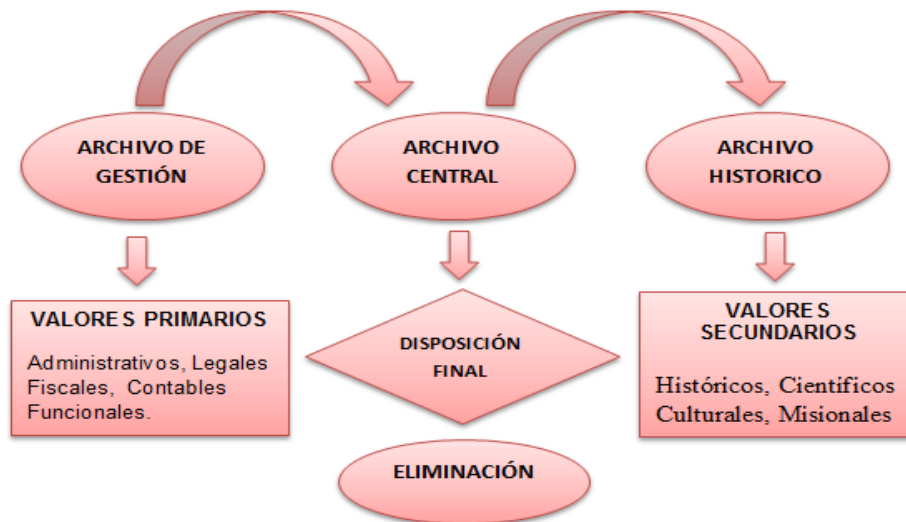 ARCHIVO DE
GESTIÓN
ARCHIVO
CENTRAL
ARCHIVO
HISTORICO
VALORES PRIMARIOS
Administrativos, Legales
Fiscales, Contables
Funcionales.
DISPOSICIÓN
FINAL
VALORES
SECUNDARIOS
Históricos, Científicos
Culturales, Misionales
ELIMINACIÓN